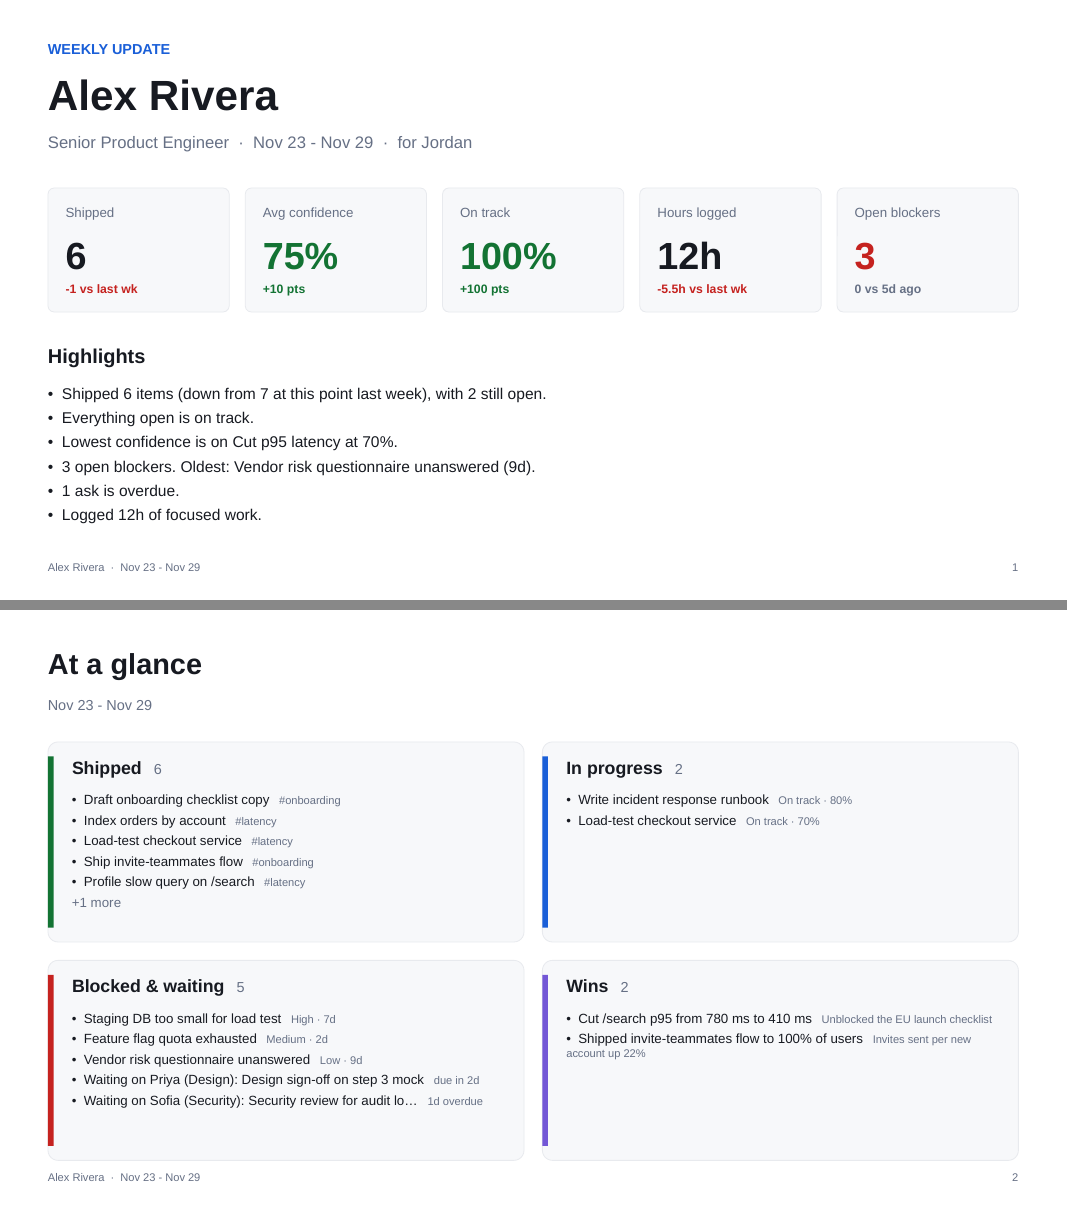 WEEKLY UPDATE
Alex Rivera
Senior Product Engineer · Nov 23 - Nov 29 · for Jordan
Shipped
6
-1 vs last wk
Avg confidence
75%
+10 pts
On track
100%
+100 pts
Hours logged
12h
-5.5h vs last wk
Open blockers
3
0 vs 5d ago
Highlights
• Shipped 6 items (down from 7 at this point last week), with 2 still open.
• Everything open is on track.
• Lowest confidence is on Cut p95 latency at 70%.
• 3 open blockers. Oldest: Vendor risk questionnaire unanswered (9d).
• 1 ask is overdue.
• Logged 12h of focused work.
Alex Rivera · Nov 23 - Nov 29
1
At a glance
Nov 23 - Nov 29
Shipped 6
• Draft onboarding checklist copy #onboarding
• Index orders by account #latency
• Load-test checkout service #latency
• Ship invite-teammates flow #onboarding
• Profile slow query on /search #latency
+1 more
In progress 2
• Write incident response runbook On track · 80%
• Load-test checkout service On track · 70%
Blocked & waiting 5
• Staging DB too small for load test High · 7d
• Feature flag quota exhausted Medium · 2d
• Vendor risk questionnaire unanswered Low · 9d
• Waiting on Priya (Design): Design sign-off on step 3 mock due in 2d
• Waiting on Sofia (Security): Security review for audit lo… 1d overdue
Wins 2
• Cut /search p95 from 780 ms to 410 ms Unblocked the EU launch checklist
• Shipped invite-teammates flow to 100% of users Invites sent per new
account up 22%
Alex Rivera · Nov 23 - Nov 29
2